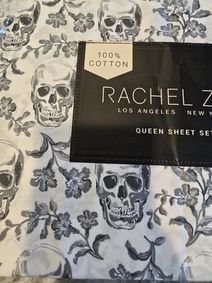 100%
COTTON
RACHEL Z
LOS ANGELES NEW Y
QUEEN SHEET SET